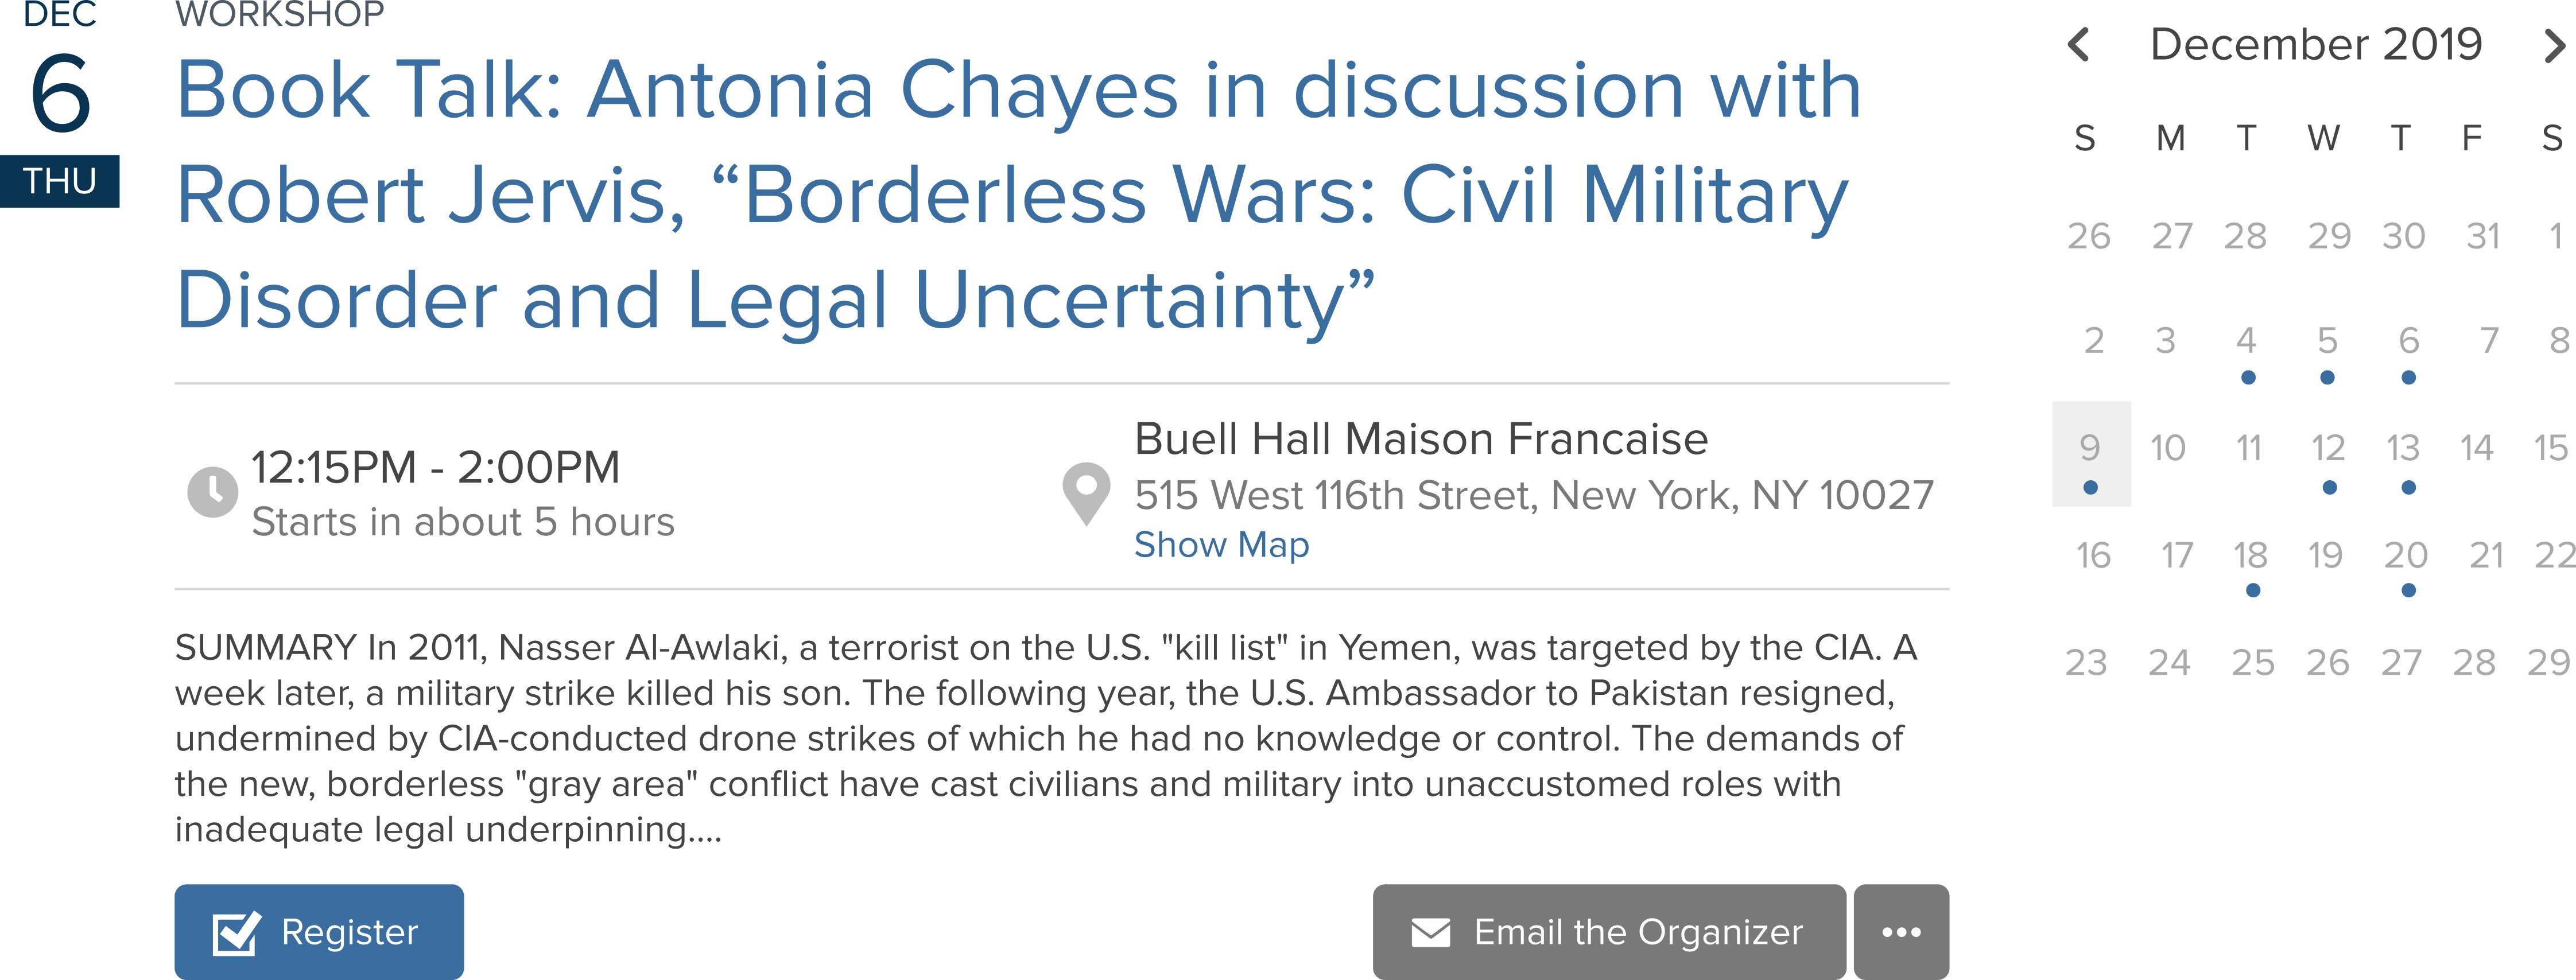 DEC
6
THU
WORKSHOP
Book Talk: Antonia Chayes in discussion with
Robert Jervis, “Borderless Wars: Civil Military
Disorder and Legal Uncertainty”
12:15PM - 2:00PM
Starts in about 5 hours
Buell Hall Maison Francaise
515 West 116th Street, New York, NY 10027
Show Map
SUMMARY In 2011, Nasser Al-Awlaki, a terrorist on the U.S. "kill list" in Yemen, was targeted by the CIA. A
week later, a military strike killed his son. The following year, the U.S. Ambassador to Pakistan resigned,
undermined by CIA-conducted drone strikes of which he had no knowledge or control. The demands of
the new, borderless "gray area" conflict have cast civilians and military into unaccustomed roles with
inadequate legal underpinning....
Register
Email the Organizer
December 2019
S M T W T F S
26 27 28 29 30 31 1
2 3 4 5 6 7 8
9 10 11 12 13 14 15
16 17 18 19 20 21 22
23 24 25 26 27 28 29